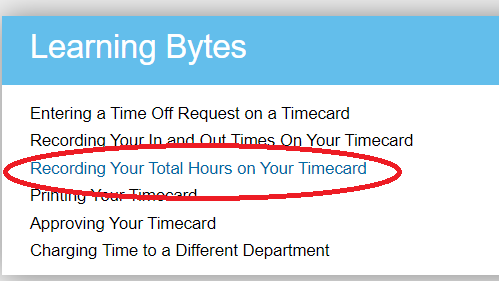 Learning Bytes
Entering a Time Off Request on a Timecard
Recording Your In and Out Times On Your Timecard
Recording Your Total Hours on Your Timecard
Printing Your Timecard
Approving Your Timecard
Charging Time to a Different Department